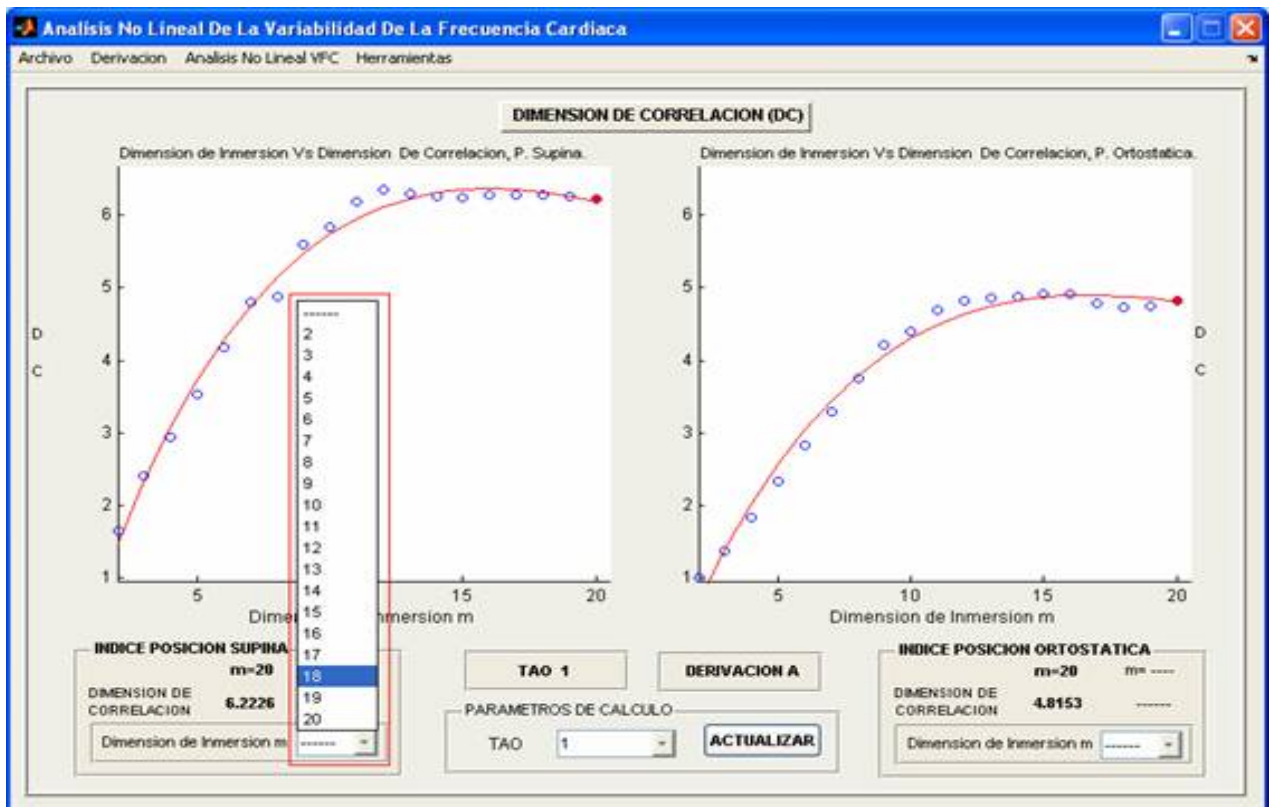 Analisis No Lineal De La Variabilidad De La Frecuencia Cardiaca
Archivo Derivacion Analisis No Lineal VFC Herramientas
DIMENSION DE CORRELACION (DC)
Dimension de Inmersion Vs Dimension De Correlacion, P. Supina.
6
5
4
3
2
1
D
C
5
15
20
Dime
nmersion m
------
2
3
4
5
6
7
8
9
10
11
12
13
14
15
16
17
18
19
20
Dimension de Inmersion Vs Dimension De Correlacion, P. Ortostatica.
6
5
4
3
2
1
D
C
5
10
15
20
Dimension de Inmersion m
INDICE POSICION SUPINA
m=20
DIMENSION DE
CORRELACION 6.2226
Dimension de Inmersion m ------
TAO 1
DERIVACION A
PARAMETROS DE CALCULO
TAO 1 ACTUALIZAR
INDICE POSICION ORTOSTATICA
m=20 m= ----
DIMENSION DE
CORRELACION 4.8153 ------
Dimension de Inmersion m ------